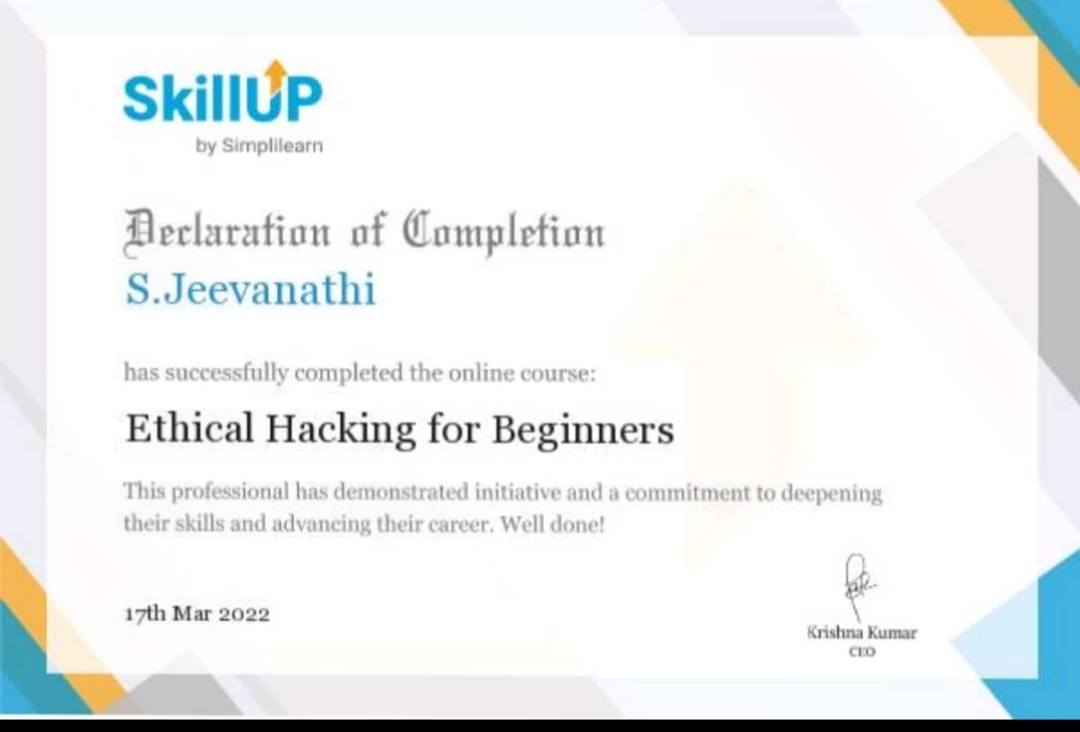 SkillUP
by Simplilearn
Declaration of Completion
S.Jeevanathi
has successfully completed the online course:
Ethical Hacking for Beginners
This professional has demonstrated initiative and a commitment to deepening
their skills and advancing their career. Well done!
17th Mar 2022
Krishna Kumar
CEO